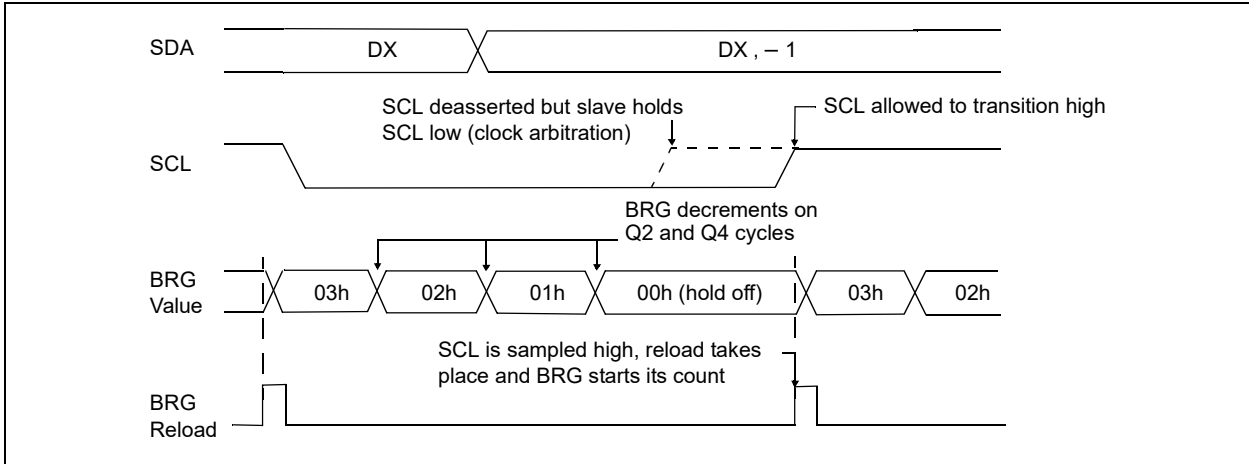 SDA
DX
DX , – 1
SCL deasserted but slave holds
SCL low (clock arbitration)
SCL allowed to transition high
SCL
BRG decrements on
Q2 and Q4 cycles
BRG
Value
03h
02h
01h
00h (hold off)
03h
02h
SCL is sampled high, reload takes
place and BRG starts its count
BRG
Reload